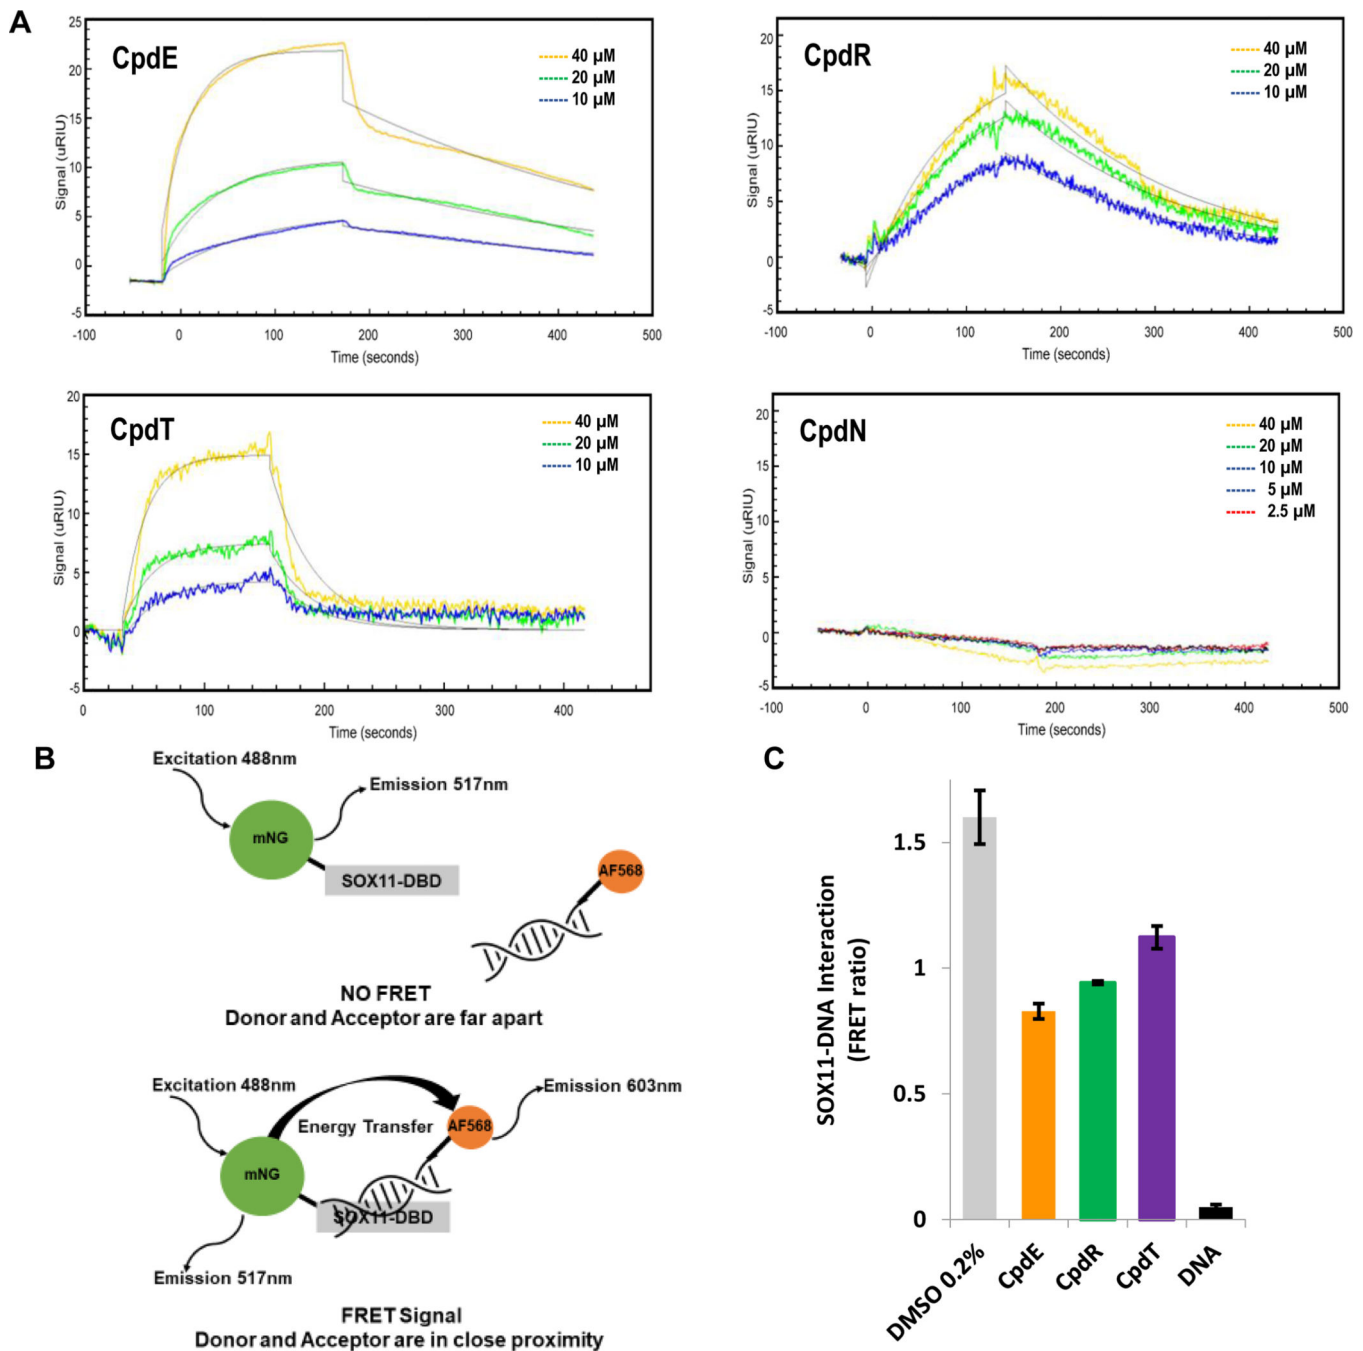 A
CpdE
40 µM
20 µM
10 µM
Signal (uRIU)
25
20
15
10
5
0
-5
-100
0
100
200
300
400
500
Time (seconds)
CpdR
40 µM
20 µM
10 µM
Signal (uRIU)
20
15
10
5
0
-5
-100
0
100
200
300
400
500
Time (seconds)
CpdT
40 µM
20 µM
10 µM
Signal (uRIU)
20
15
10
5
0
-5
0
100
200
300
400
Time (seconds)
CpdN
40 µM
20 µM
10 µM
5 µM
2.5 µM
Signal (uRIU)
20
15
10
5
0
-5
-100
0
100
200
300
400
500
Time (seconds)
B
Excitation 488nm
Emission 517nm
mNG
SOX11-DBD
AF568
NO FRET
Donor and Acceptor are far apart
Excitation 488nm
Emission 603nm
Energy Transfer
AF568
mNG
SOX11-DBD
Emission 517nm
FRET Signal
Donor and Acceptor are in close proximity
C
SOX11-DNA Interaction
(FRET ratio)
1.5
1
0.5
0
DMSO 0.2%
CpdE
CpdR
CpdT
DNA